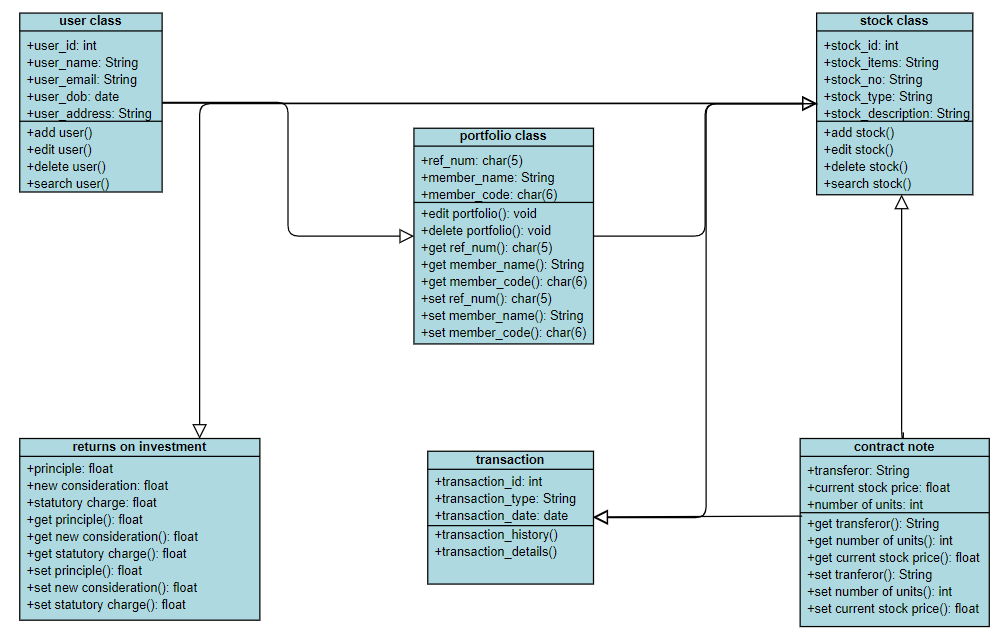 user class
+user_id: int
+user_name: String
+user_email: String
+user_dob: date
+user_address: String
+add user()
+edit user()
+delete user()
+search user()
stock class
+stock_id: int
+stock_items: String
+stock_no: String
+stock_type: String
+stock_description: String
+add stock()
+edit stock()
+delete stock()
+search stock()
portfolio class
+ref_num: char(5)
+member_name: String
+member_code: char(6)
+edit portfolio(): void
+delete portfolio(): void
+get ref_num(): char(5)
+get member_name(): String
+get member_code(): char(6)
+set ref_num(): char(5)
+set member_name(): String
+set member_code(): char(6)
returns on investment
+principle: float
+new consideration: float
+statutory charge: float
+get principle(): float
+get new consideration(): float
+get statutory charge(): float
+set principle(): float
+set new consideration(): float
+set statutory charge(): float
transaction
+transaction_id: int
+transaction_type: String
+transaction_date: date
+transaction_history()
+transaction_details()
contract note
+transferor: String
+current stock price: float
+number of units: int
+get transferor(): String
+get number of units(): int
+get current stock price(): float
+set tranferor(): String
+set number of units(): int
+set current stock price(): float